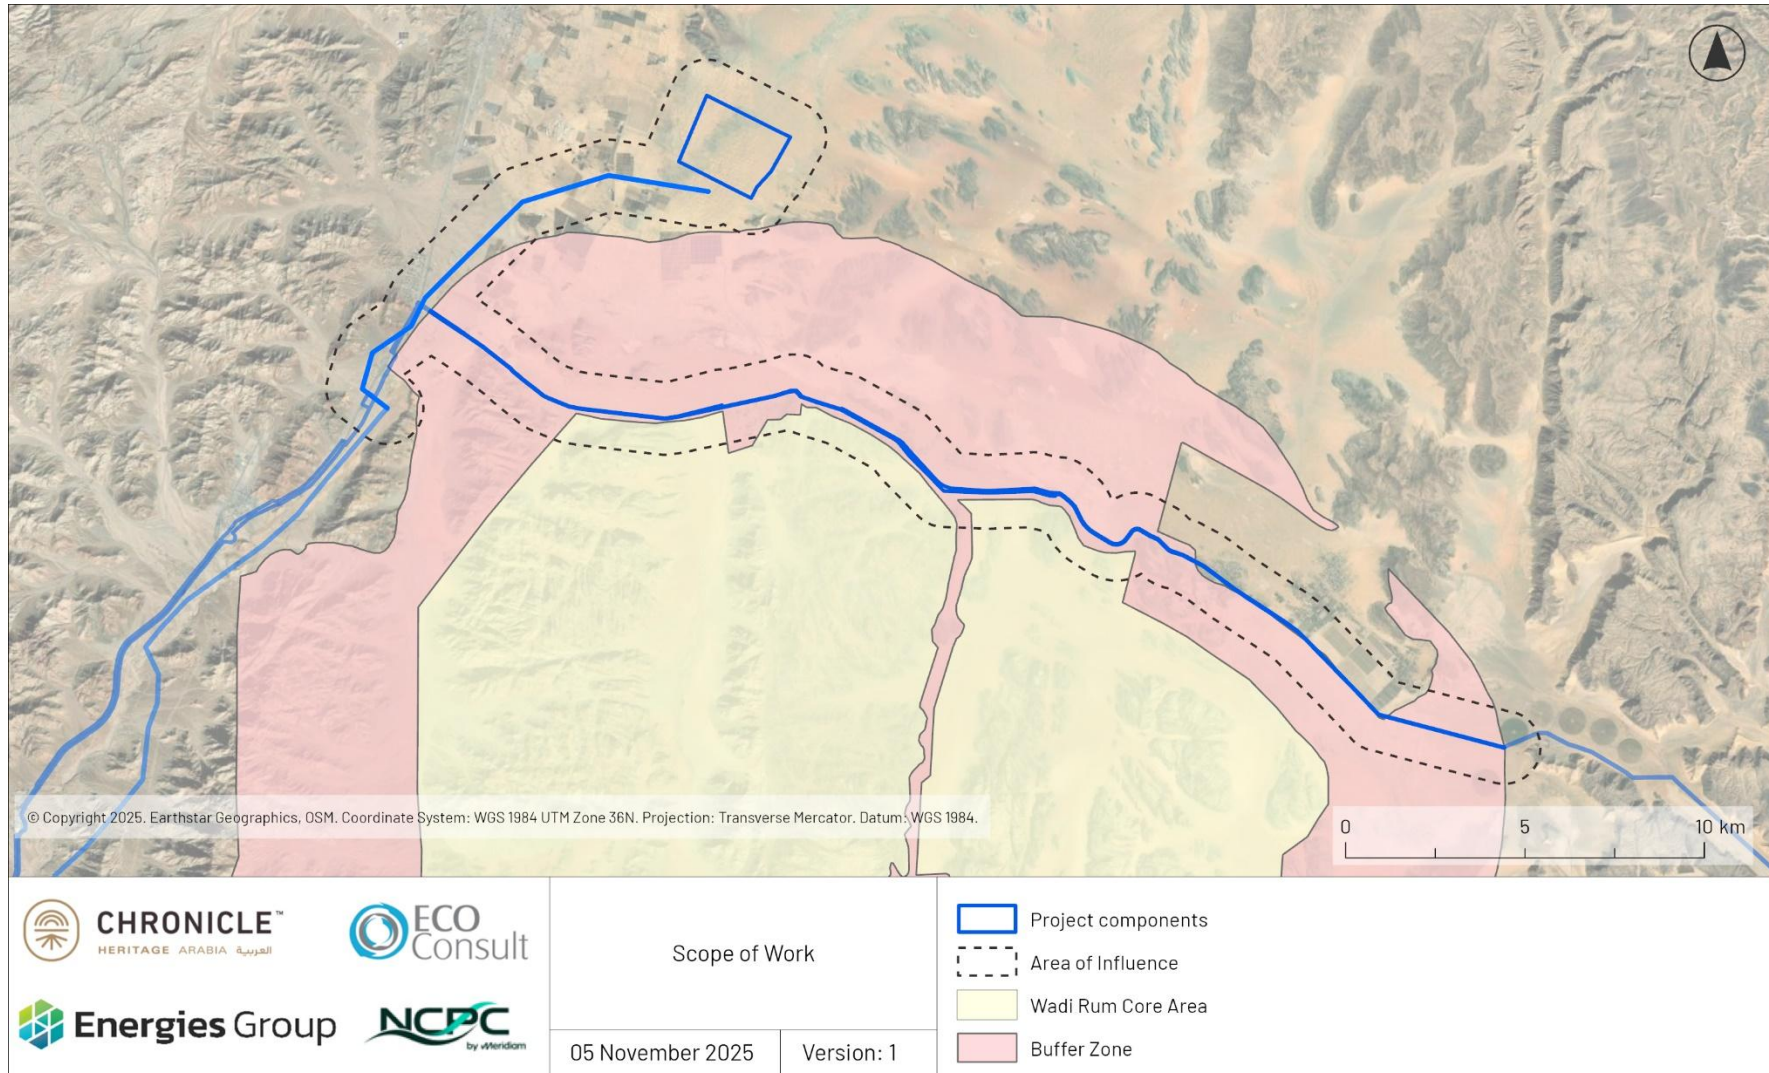 © Copyright 2025. Earthstar Geographics, OSM. Coordinate System: WGS 1984 UTM Zone 36N. Projection: Transverse Mercator. Datum: WGS 1984.
0 5 10 km
CHRONICLE™
HERITAGE ARABIA العربية
ECO
Consult
Energies Group
NCPC
by Meridiam
Scope of Work
05 November 2025
Version: 1
Project components
Area of Influence
Wadi Rum Core Area
Buffer Zone